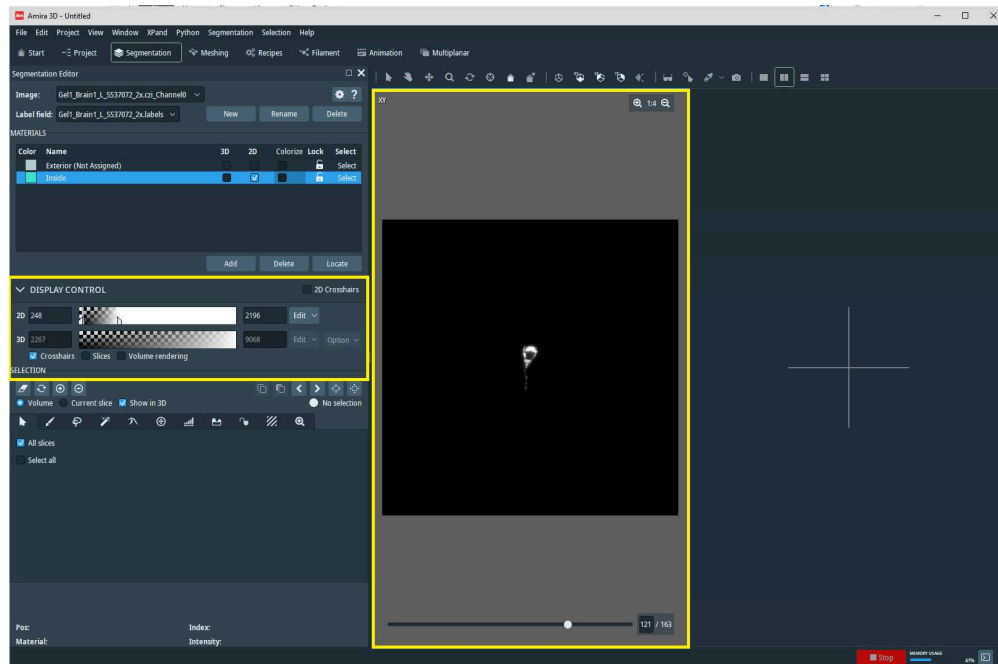 Am Amira 3D - Untitled
File Edit Project View Window XPand Python Segmentation Selection Help
Start Project Segmentation Meshing Recipes Filament Animation Multiplanar
Segmentation Editor
Image: Gel1_Brain1_L_SS37072_2x.czi_Channel0
Label field: Gel1_Brain1_L_SS37072_2x.labels New Rename Delete
MATERIALS
Color Name 3D 2D Colorize Lock Select
Exterior (Not Assigned) Select
Inside Select
Add Delete Locate
DISPLAY CONTROL 2D Crosshairs
2D 248 2196 Edit
3D 2267 9068 Edit Option
Crosshairs Slices Volume rendering
SELECTION
Volume Current slice Show in 3D No selection
All slices
Select all
Pos: Index:
Material: Intensity:
XY 1:4
121 / 163
Stop MEMORY USAGE 41%